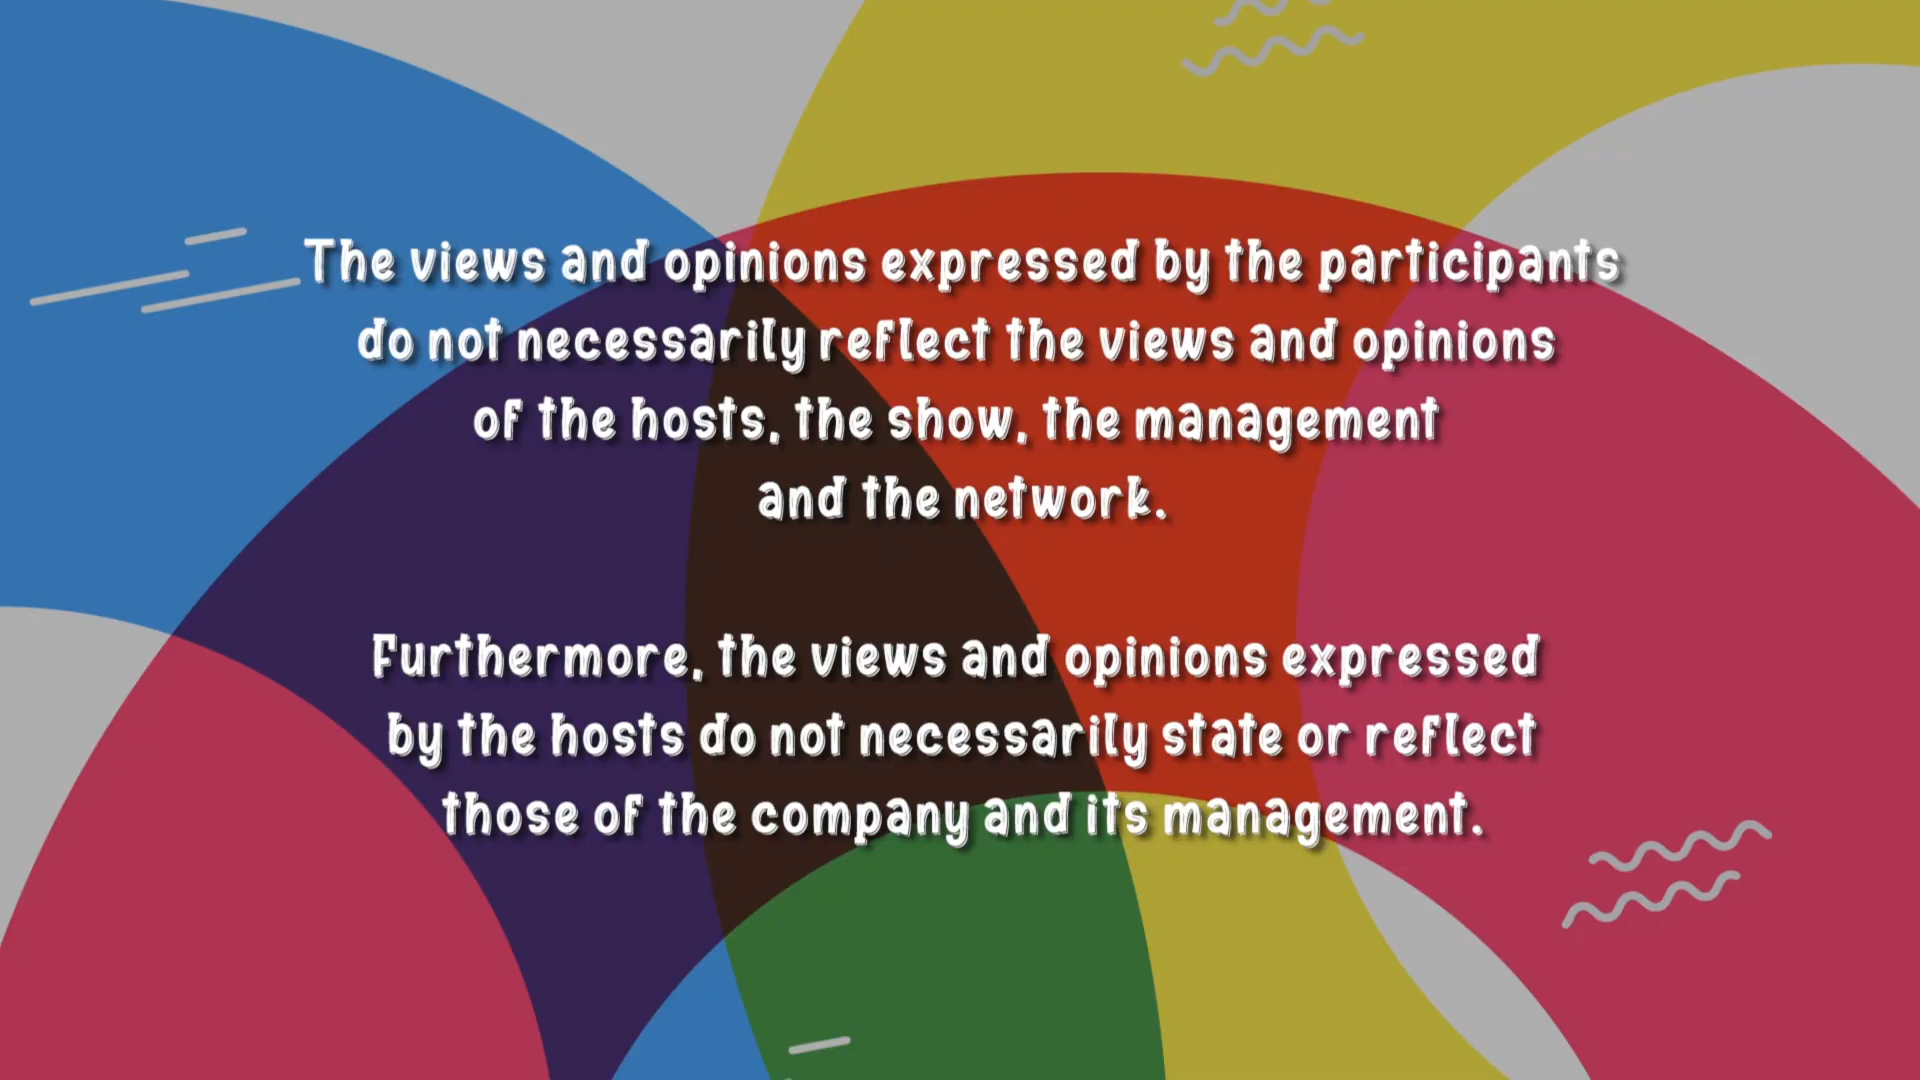 The views and opinions expressed by the participants
do not necessarily reflect the views and opinions
of the hosts, the show, the management
and the network.
Furthermore, the views and opinions expressed
by the hosts do not necessarily state or reflect
those of the company and its management.